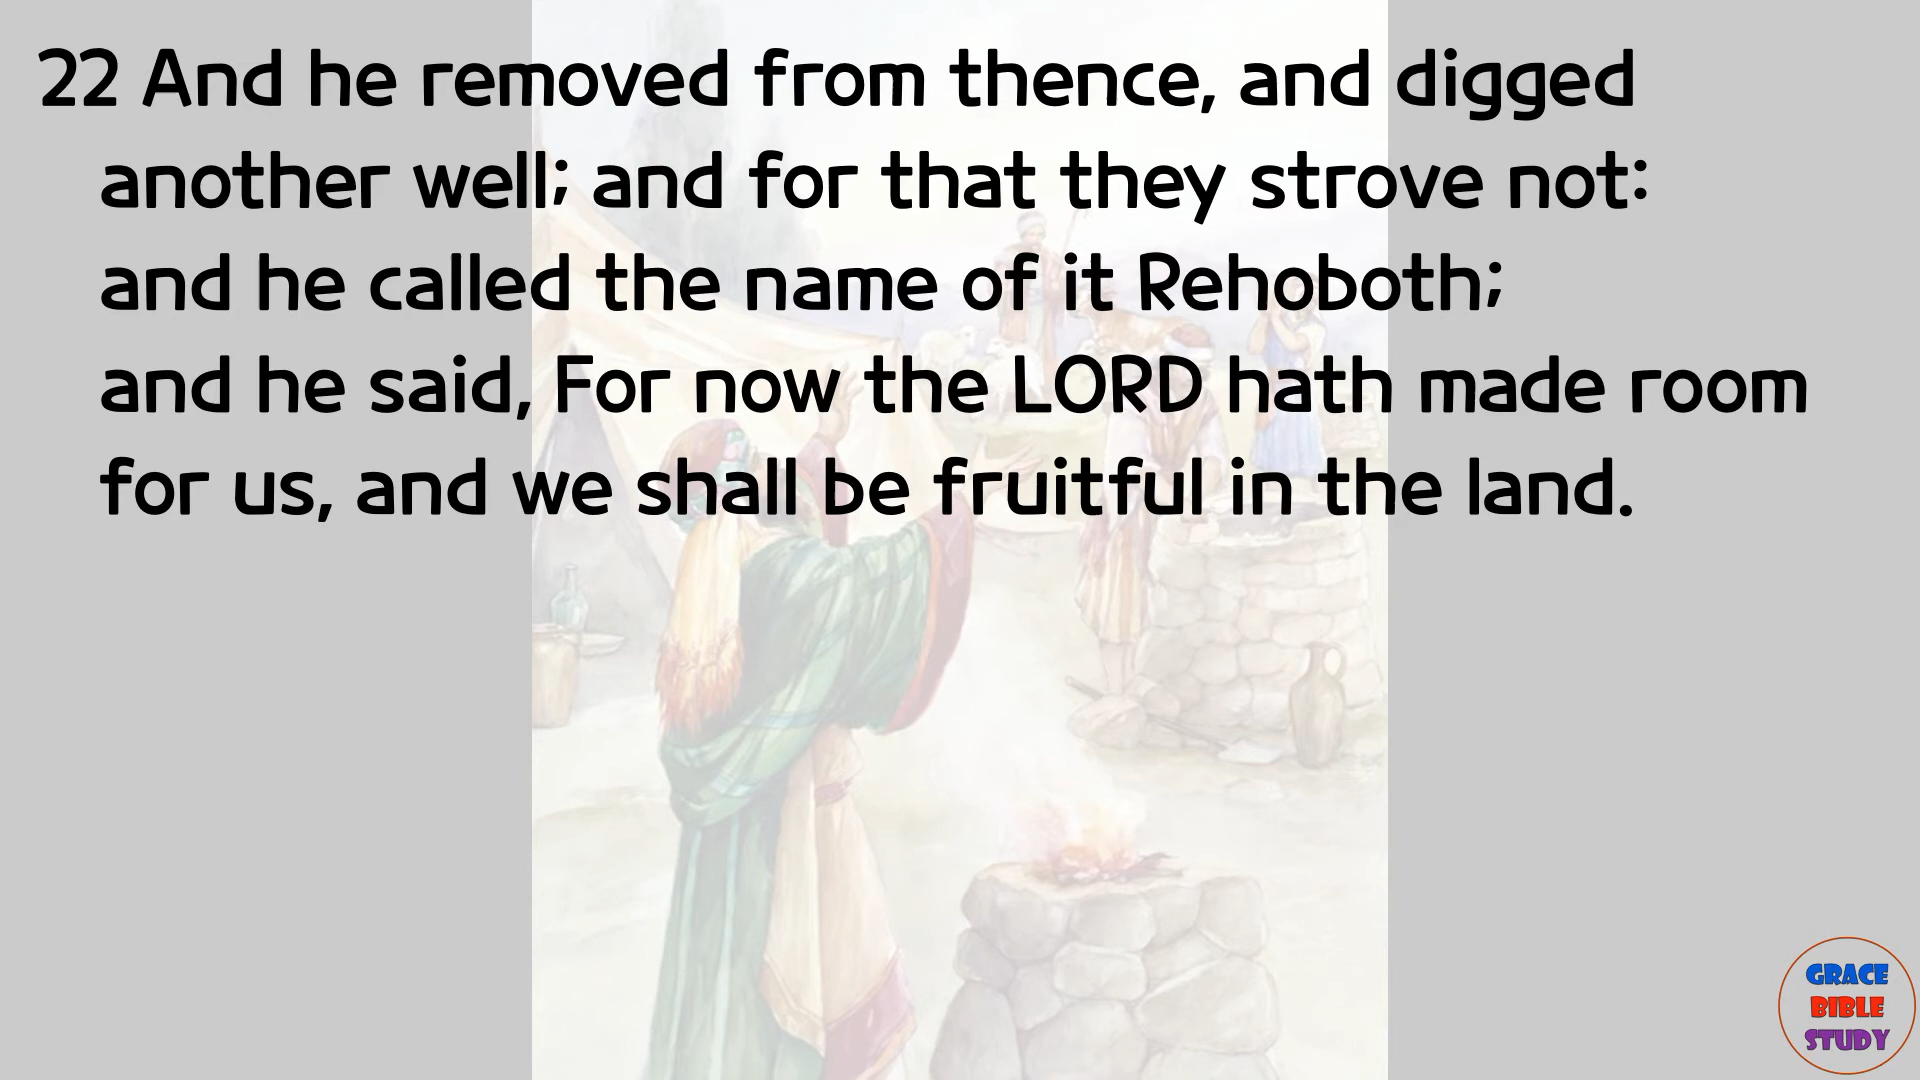 22 And he removed from thence, and digged
another well; and for that they strove not:
and he called the name of it Rehoboth;
and he said, For now the LORD hath made room
for us, and we shall be fruitful in the land.
GRACE
BIBLE
STUDY